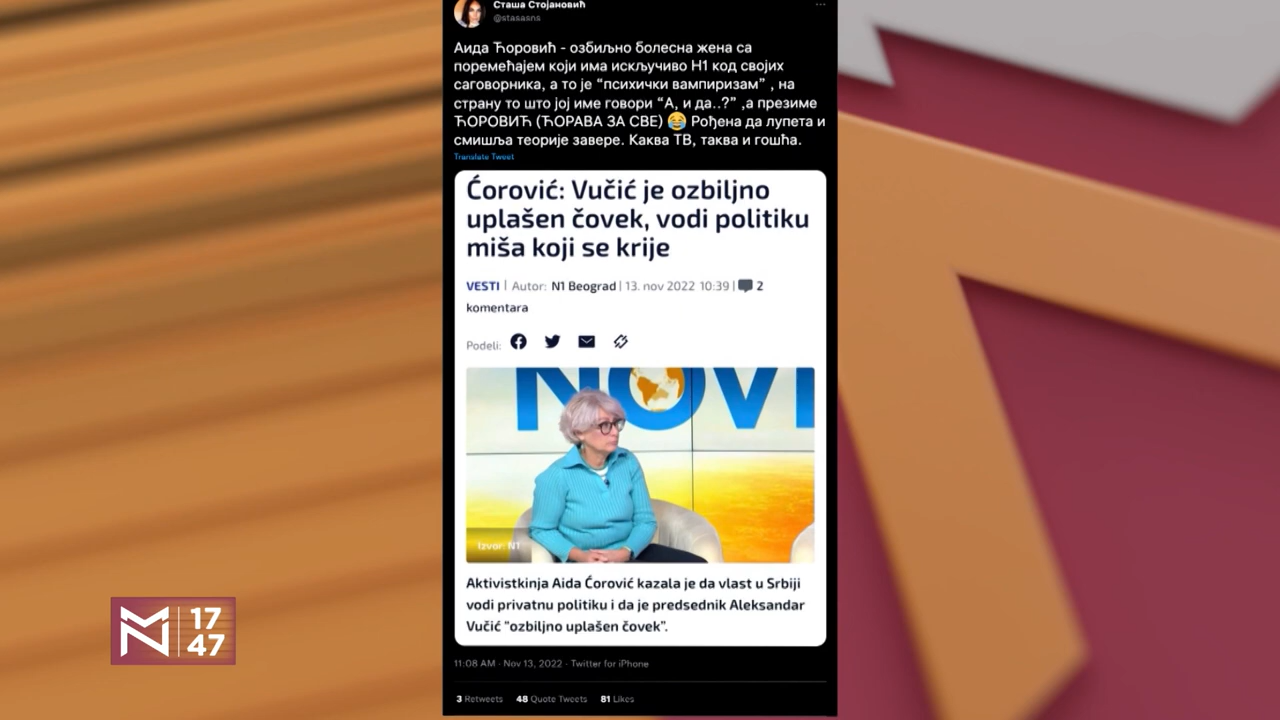 Сташа Стојановић
@stasasns
Аида Ћоровић - озбиљно болесна жена са
поремећајем који има искључиво Н1 код својих
саговорника, а то је “психички вампиризам” , на
страну то што јој име говори “А, и да..?” ,а презиме
ЋОРОВИЋ (ЋОРАВА ЗА СВЕ) 😂 Рођена да лупета и
смишља теорије завере. Каква ТВ, таква и гошћа.
Translate Tweet
Ćorović: Vučić je ozbiljno
uplašen čovek, vodi politiku
miša koji se krije
VESTI | Autor: N1 Beograd | 13. nov 2022 10:39 | 2
komentara
Podeli:
NOVI
Izvor: N1
Aktivistkinja Aida Ćorović kazala je da vlast u Srbiji
vodi privatnu politiku i da je predsednik Aleksandar
Vučić "ozbiljno uplašen čovek".
11:08 AM · Nov 13, 2022 · Twitter for iPhone
3 Retweets 48 Quote Tweets 81 Likes
17
47